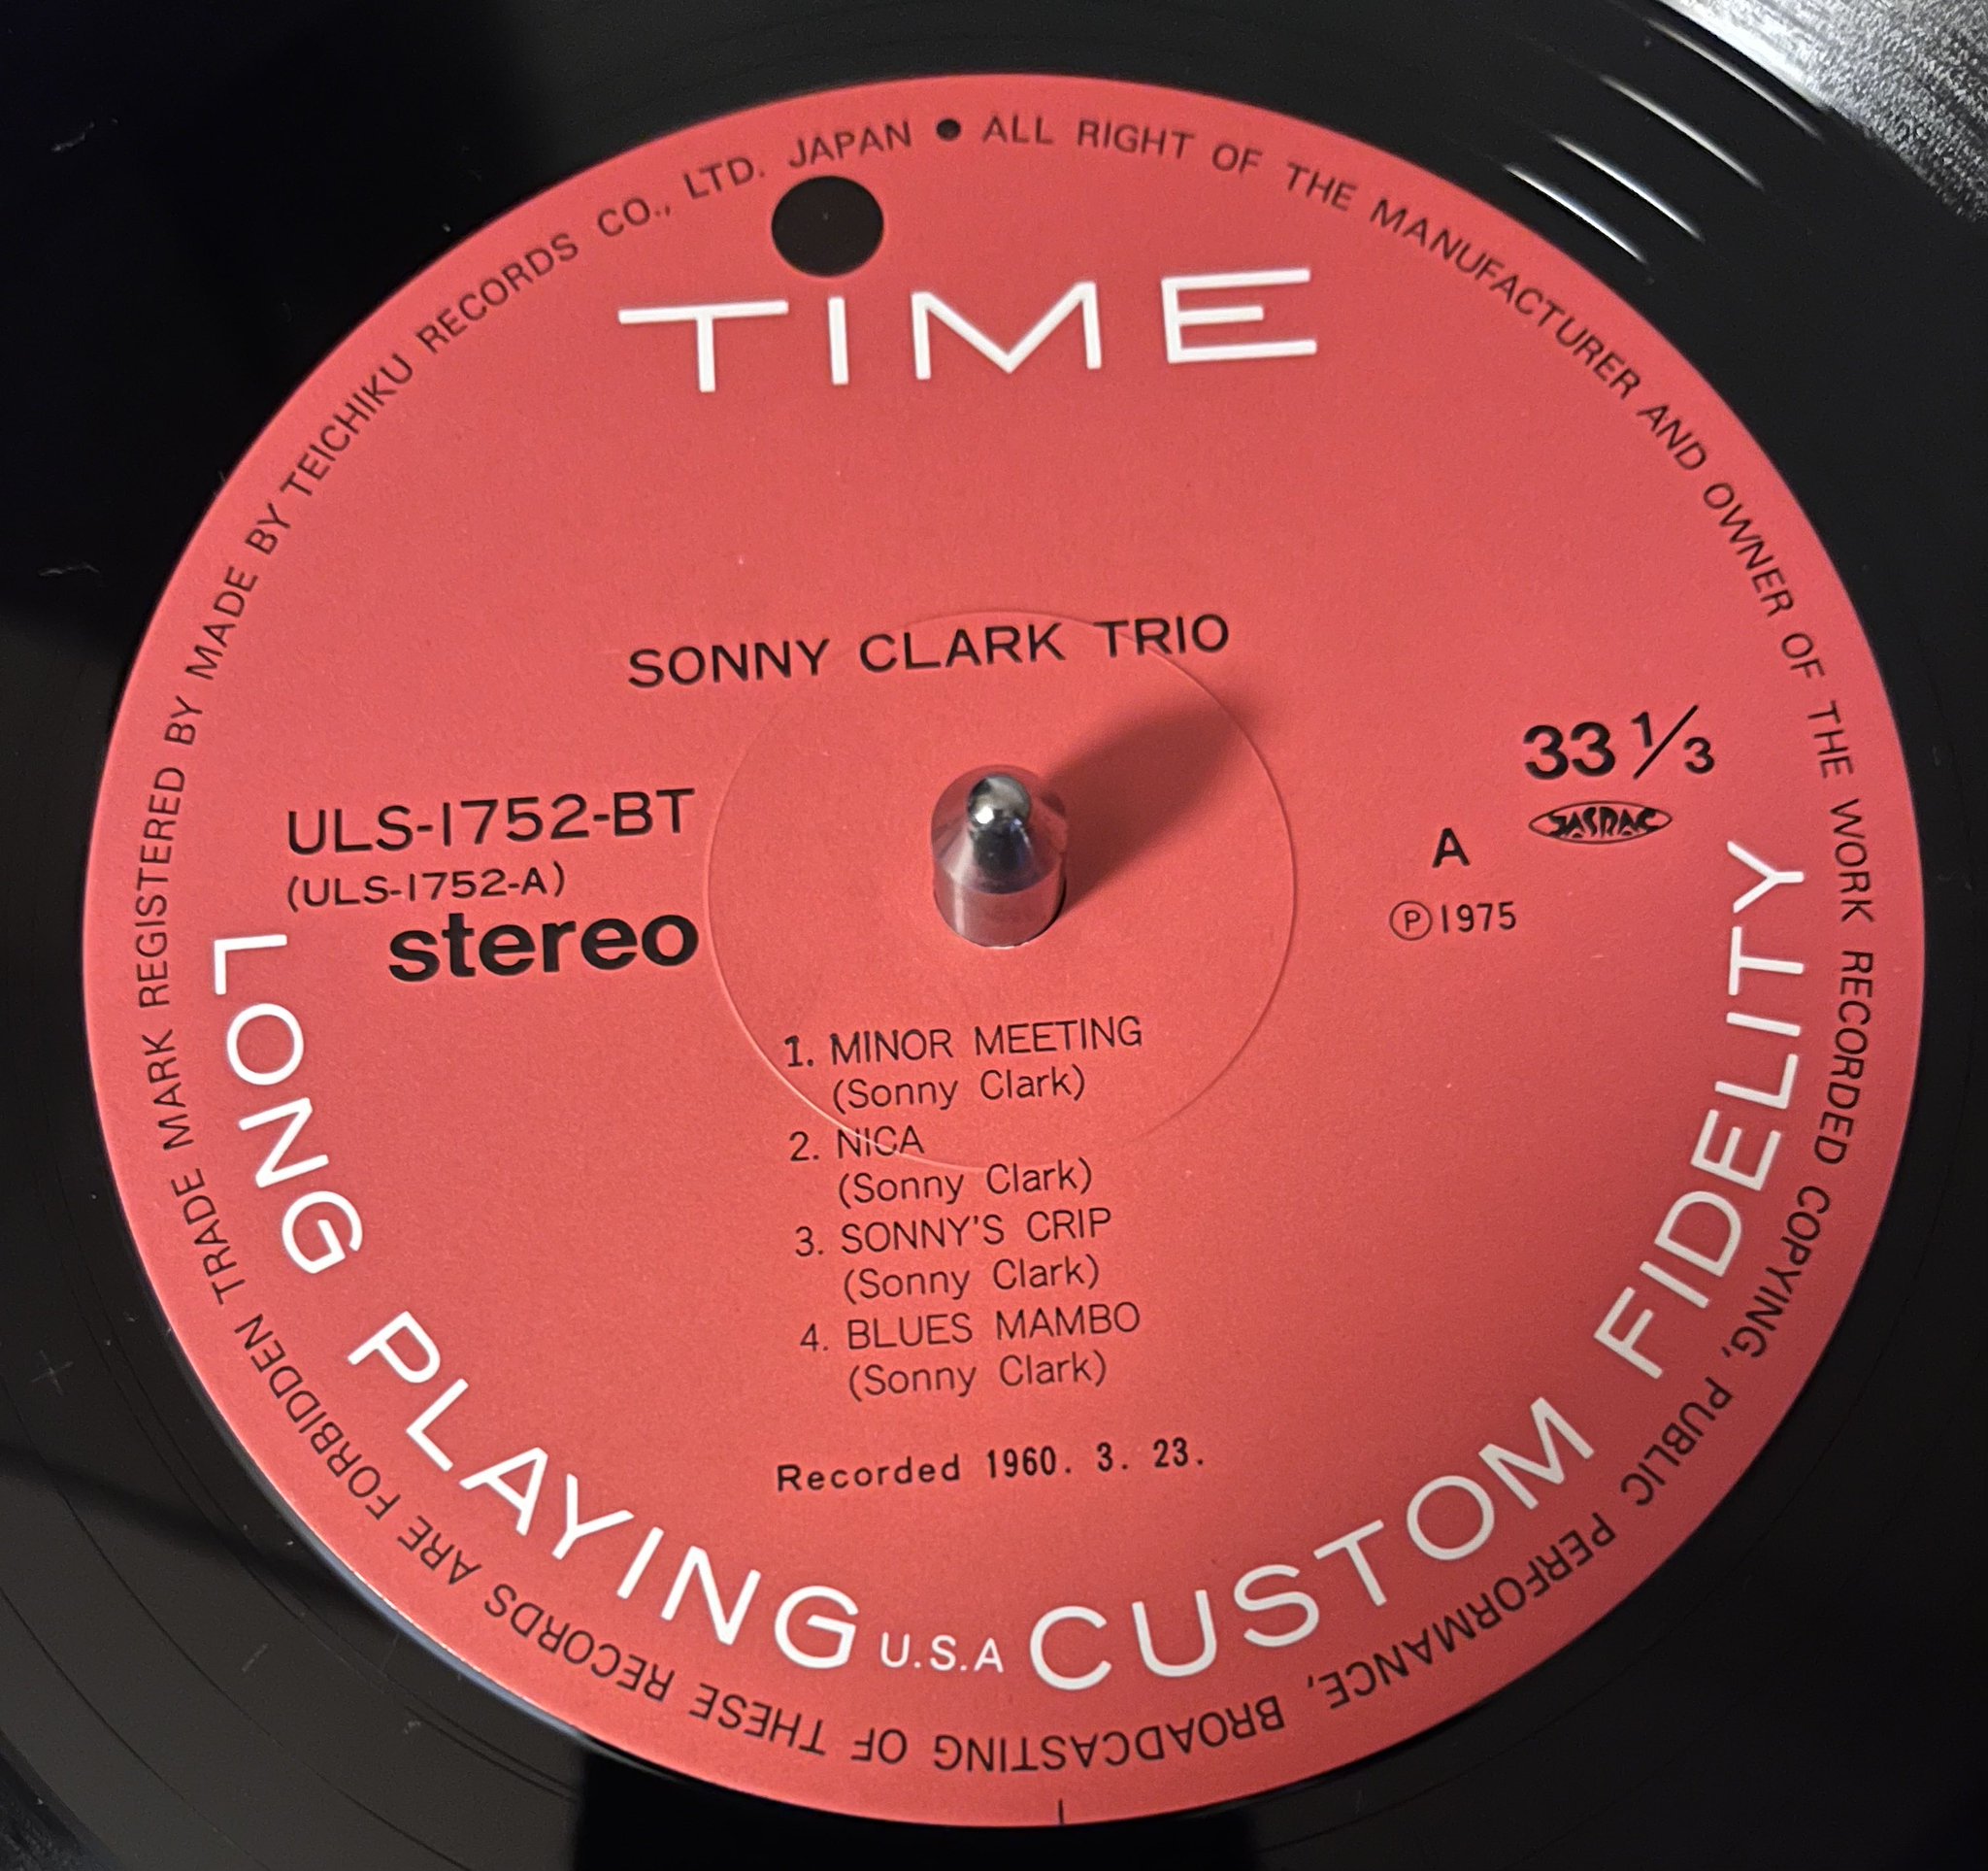 TIME
SONNY CLARK TRIO
33 1/3
JASRAC
ULS-1752-BT
(ULS-1752-A)
stereo
A
Ⓟ1975
1. MINOR MEETING
(Sonny Clark)
2. NICA
(Sonny Clark)
3. SONNY'S CRIP
(Sonny Clark)
4. BLUES MAMBO
(Sonny Clark)
Recorded 1960. 3. 23.
LONG PLAYING U.S.A CUSTOM FIDELITY
● ALL RIGHT OF THE MANUFACTURER AND OWNER OF THE WORK RECORDED COPYING, PUBLIC PERFORMANCE, BROADCASTING OF THESE RECORDS ARE FORBIDDEN TRADE MARK REGISTERED BY MADE BY TEICHIKU RECORDS CO., LTD. JAPAN